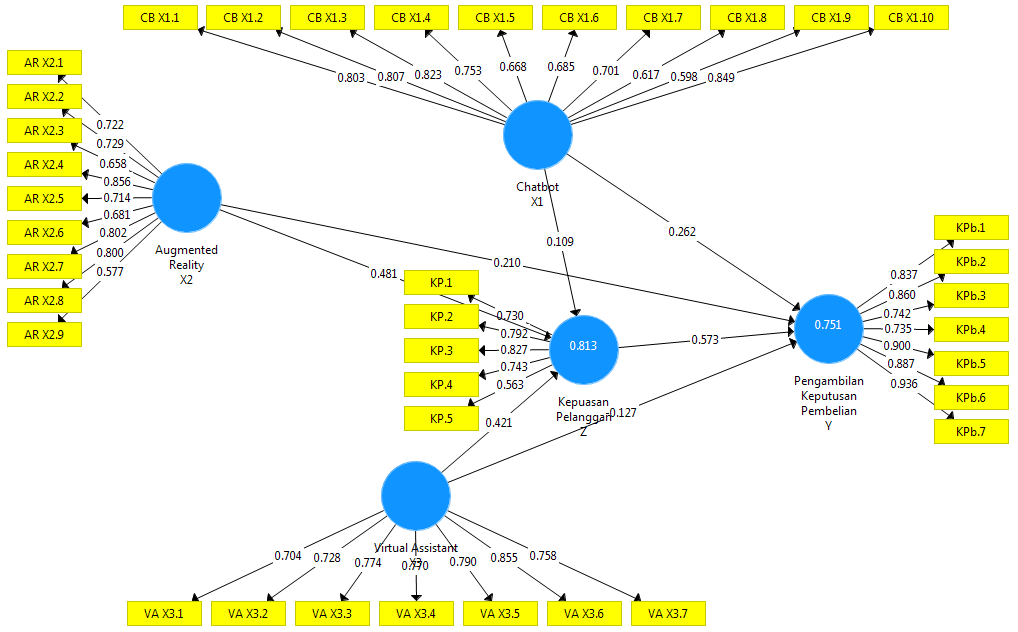 CB X1.1
CB X1.2
CB X1.3
CB X1.4
CB X1.5
CB X1.6
CB X1.7
CB X1.8
CB X1.9
CB X1.10
0.803
0.807
0.823
0.753
0.668
0.685
0.701
0.617
0.598
0.849
AR X2.1
AR X2.2
AR X2.3
AR X2.4
AR X2.5
AR X2.6
AR X2.7
AR X2.8
AR X2.9
0.722
0.729
0.658
0.856
0.714
0.681
0.802
0.800
0.577
Augmented
Reality
X2
Chatbot
X1
0.109
0.262
0.210
0.481
KP.1
KP.2
KP.3
KP.4
KP.5
0.730
0.792
0.827
0.743
0.563
0.813
Kepuasan
Pelanggan
Z
0.573
0.421
0.127
0.751
Pengambilan
Keputusan
Pembelian
Y
0.837
0.860
0.742
0.735
0.900
0.887
0.936
KPb.1
KPb.2
KPb.3
KPb.4
KPb.5
KPb.6
KPb.7
Virtual Assistant
X3
0.704
0.728
0.774
0.770
0.790
0.855
0.758
VA X3.1
VA X3.2
VA X3.3
VA X3.4
VA X3.5
VA X3.6
VA X3.7